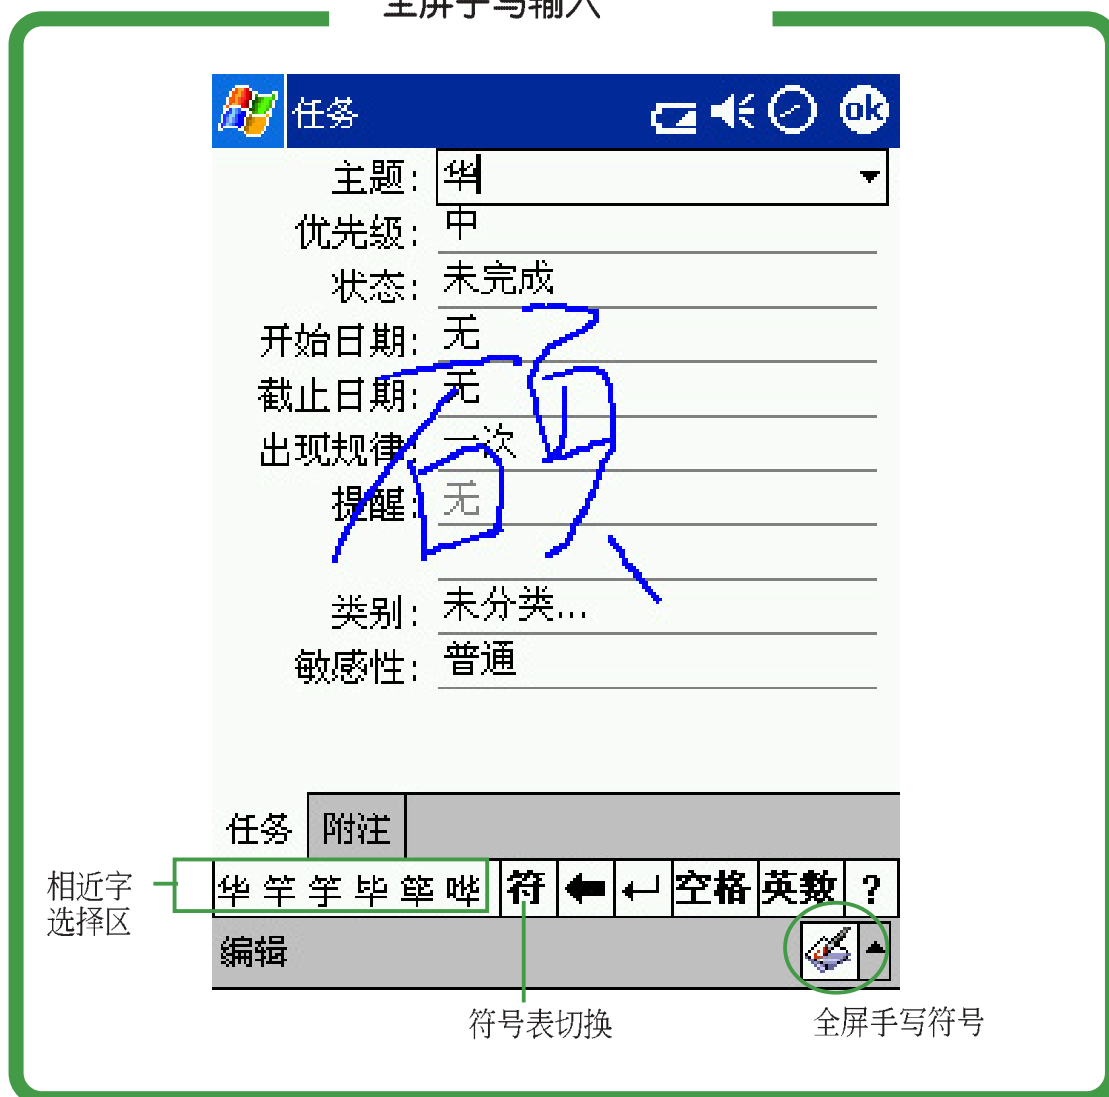 全屏手写输入
任务
ok
主题: 华
优先级: 中
状态: 未完成
开始日期: 无
截止日期: 无
出现规律: 一次
提醒: 无
硕
类别: 未分类...
敏感性: 普通
任务 附注
相近字
选择区
华 竿 竽 毕 哗 符 空格 英数 ?
编辑
符号表切换
全屏手写符号